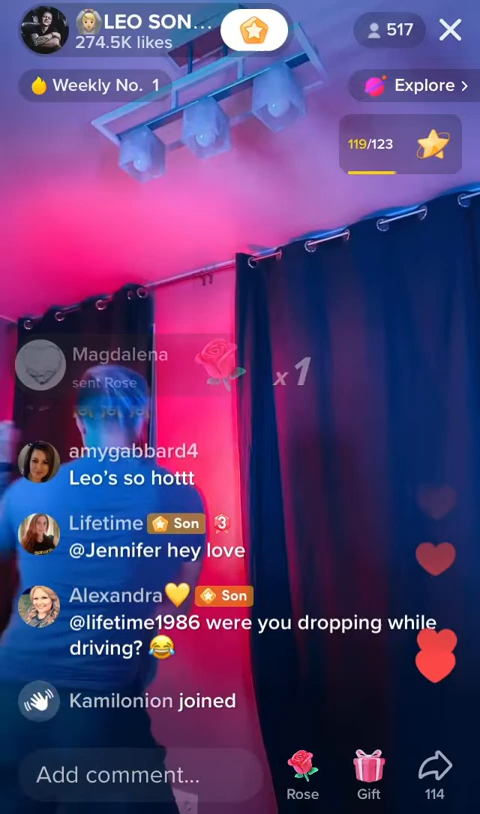 LEO SON...
274.5K likes
517
Weekly No. 1
Explore >
119/123
Magdalena
sent Rose
x1
amygabbard4
Leo's so hottt
Lifetime Son 3
@Jennifer hey love
Alexandra💛 Son
@lifetime1986 were you dropping while
driving? 😂
Kamilonion joined
Add comment...
Rose
Gift
114